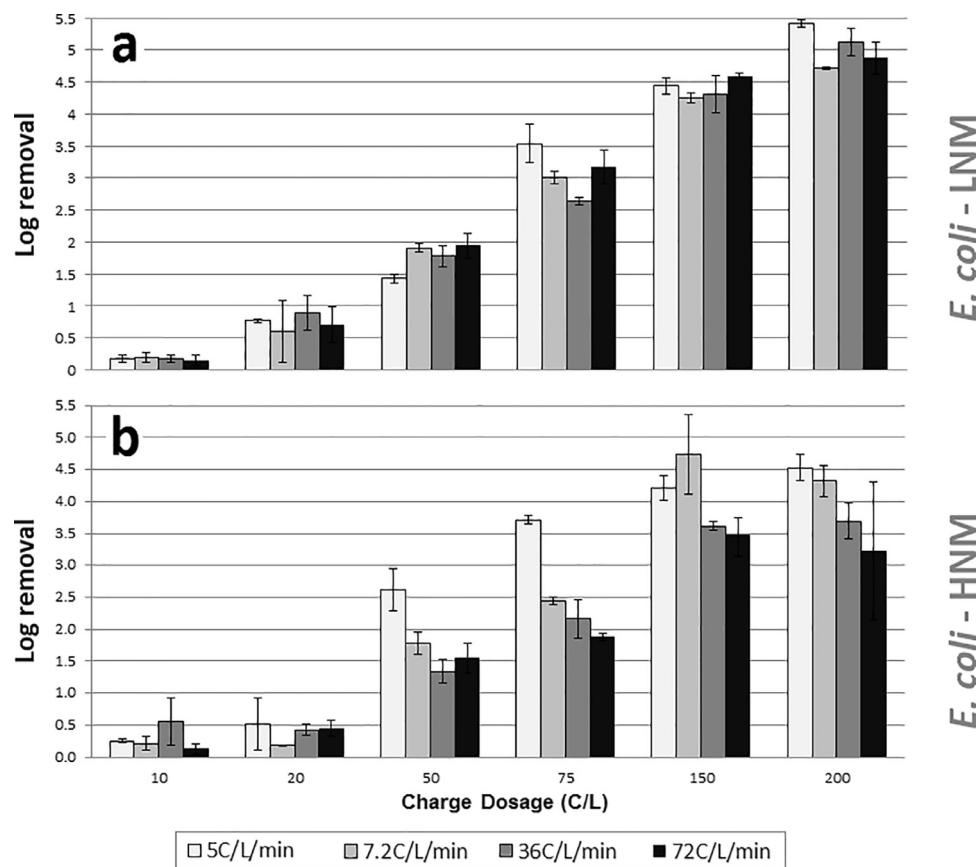 a
Log removal
5.5
5
4.5
4
3.5
3
2.5
2
1.5
1
0.5
0
E. coli - LNM
b
Log removal
5.5
5.0
4.5
4.0
3.5
3.0
2.5
2.0
1.5
1.0
0.5
0.0
E. coli - HNM
10 20 50 75 150 200
Charge Dosage (C/L)
5C/L/min 7.2C/L/min 36C/L/min 72C/L/min